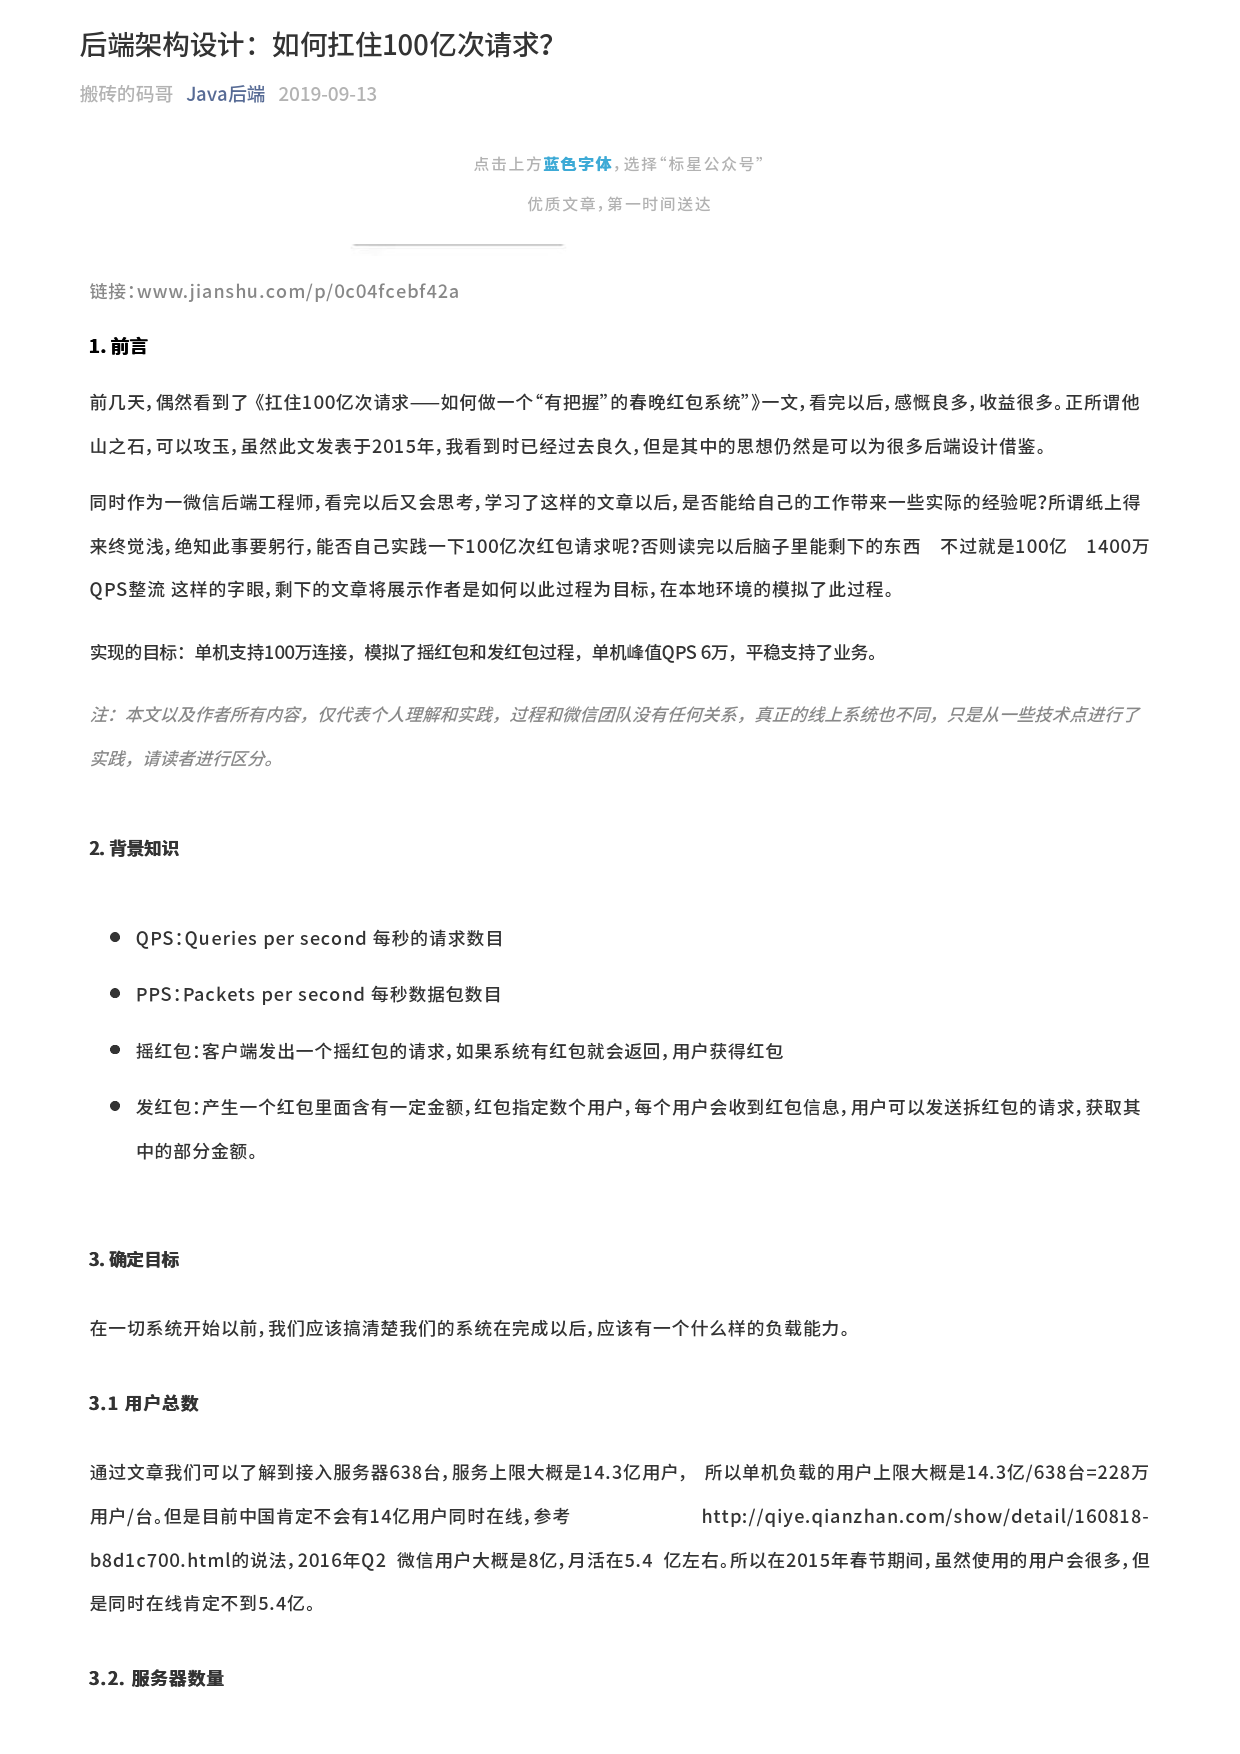 后端架构设计：如何扛住100亿次请求？
搬砖的码哥 Java后端 2019-09-13
点击上方蓝色字体，选择“标星公众号”
优质文章，第一时间送达
链接：www.jianshu.com/p/0c04fcebf42a
1. 前言
前几天，偶然看到了《扛住100亿次请求——如何做一个“有把握”的春晚红包系统”》一文，看完以后，感慨良多，收益很多。正所谓他
山之石，可以攻玉，虽然此文发表于2015年，我看到时已经过去良久，但是其中的思想仍然是可以为很多后端设计借鉴。
同时作为一微信后端工程师，看完以后又会思考，学习了这样的文章以后，是否能给自己的工作带来一些实际的经验呢？所谓纸上得
来终觉浅，绝知此事要躬行，能否自己实践一下100亿次红包请求呢？否则读完以后脑子里能剩下的东西 不过就是100亿 1400万
QPS整流 这样的字眼，剩下的文章将展示作者是如何以此过程为目标，在本地环境的模拟了此过程。
实现的目标：单机支持100万连接，模拟了摇红包和发红包过程，单机峰值QPS 6万，平稳支持了业务。
注：本文以及作者所有内容，仅代表个人理解和实践，过程和微信团队没有任何关系，真正的线上系统也不同，只是从一些技术点进行了
实践，请读者进行区分。
2. 背景知识
● QPS：Queries per second 每秒的请求数目
● PPS：Packets per second 每秒数据包数目
● 摇红包：客户端发出一个摇红包的请求，如果系统有红包就会返回，用户获得红包
● 发红包：产生一个红包里面含有一定金额，红包指定数个用户，每个用户会收到红包信息，用户可以发送拆红包的请求，获取其
中的部分金额。
3. 确定目标
在一切系统开始以前，我们应该搞清楚我们的系统在完成以后，应该有一个什么样的负载能力。
3.1 用户总数
通过文章我们可以了解到接入服务器638台，服务上限大概是14.3亿用户， 所以单机负载的用户上限大概是14.3亿/638台=228万
用户/台。但是目前中国肯定不会有14亿用户同时在线，参考 http://qiye.qianzhan.com/show/detail/160818-
b8d1c700.html的说法，2016年Q2 微信用户大概是8亿，月活在5.4 亿左右。所以在2015年春节期间，虽然使用的用户会很多，但
是同时在线肯定不到5.4亿。
3.2. 服务器数量